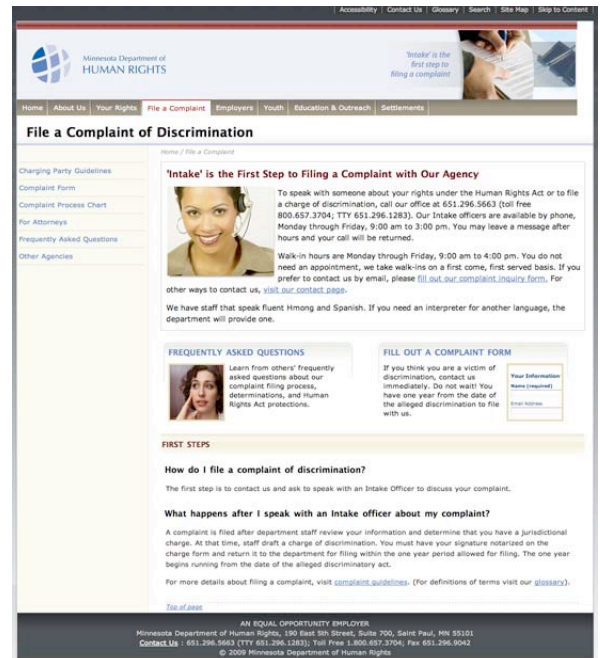 Accessibility | Contact Us | Glossary | Search | Site Map | Skip to Content
Minnesota Department of
HUMAN RIGHTS
'Intake' is the
first step to
filing a complaint
Home | About Us | Your Rights | File a Complaint | Employers | Youth | Education & Outreach | Settlements
File a Complaint of Discrimination
Home / File a Complaint
Charging Party Guidelines
Complaint Form
Complaint Process Chart
For Attorneys
Frequently Asked Questions
Other Agencies
'Intake' is the First Step to Filing a Complaint with Our Agency
To speak with someone about your rights under the Human Rights Act or to file
a charge of discrimination, call our office at 651.296.5663 (toll free
800.657.3704; TTY 651.296.1283). Our Intake officers are available by phone,
Monday through Friday, 9:00 am to 3:00 pm. You may leave a message after
hours and your call will be returned.
Walk-in hours are Monday through Friday, 9:00 am to 4:00 pm. You do not
need an appointment, we take walk-ins on a first come, first served basis. If you
prefer to contact us by email, please fill out our complaint inquiry form. For
other ways to contact us, visit our contact page.
We have staff that speak fluent Hmong and Spanish. If you need an interpreter for another language, the
department will provide one.
FREQUENTLY ASKED QUESTIONS
Learn from others' frequently
asked questions about our
complaint filing process,
determinations, and Human
Rights Act protections.
FILL OUT A COMPLAINT FORM
If you think you are a victim of
discrimination, contact us
immediately. Do not wait! You
have one year from the date of
the alleged discrimination to file
with us.
Your Information
Name (required)
Email Address
FIRST STEPS
How do I file a complaint of discrimination?
The first step is to contact us and ask to speak with an Intake Officer to discuss your complaint.
What happens after I speak with an Intake officer about my complaint?
A complaint is filed after department staff review your information and determine that you have a jurisdictional
charge. At that time, staff draft a charge of discrimination. You must have your signature notarized on the
charge form and return it to the department for filing within the one year period allowed for filing. The one year
begins running from the date of the alleged discriminatory act.
For more details about filing a complaint, visit complaint guidelines. (For definitions of terms visit our glossary).
Top of page
AN EQUAL OPPORTUNITY EMPLOYER
Minnesota Department of Human Rights, 190 East 5th Street, Suite 700, Saint Paul, MN 55101
Contact Us : 651.296.5663 (TTY 651.296.1283); Toll Free 1.800.657.3704; Fax 651.296.9042
© 2009 Minnesota Department of Human Rights